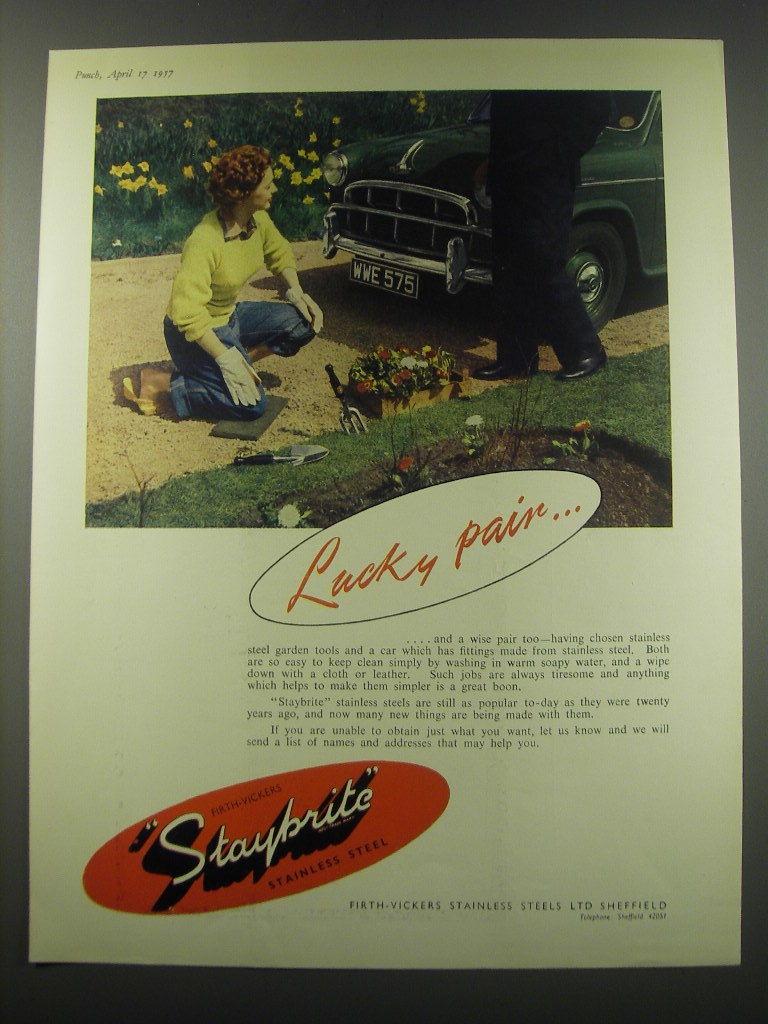 Punch, April 17 1957
WWE 575
Lucky pair...
....and a wise pair too—having chosen stainless
steel garden tools and a car which has fittings made from stainless steel. Both
are so easy to keep clean simply by washing in warm soapy water, and a wipe
down with a cloth or leather. Such jobs are always tiresome and anything
which helps to make them simpler is a great boon.
"Staybrite" stainless steels are still as popular to-day as they were twenty
years ago, and now many new things are being made with them.
If you are unable to obtain just what you want, let us know and we will
send a list of names and addresses that may help you.
FIRTH-VICKERS
"Staybrite"
STAINLESS STEEL
FIRTH-VICKERS STAINLESS STEELS LTD SHEFFIELD
Telephone: Sheffield 42051